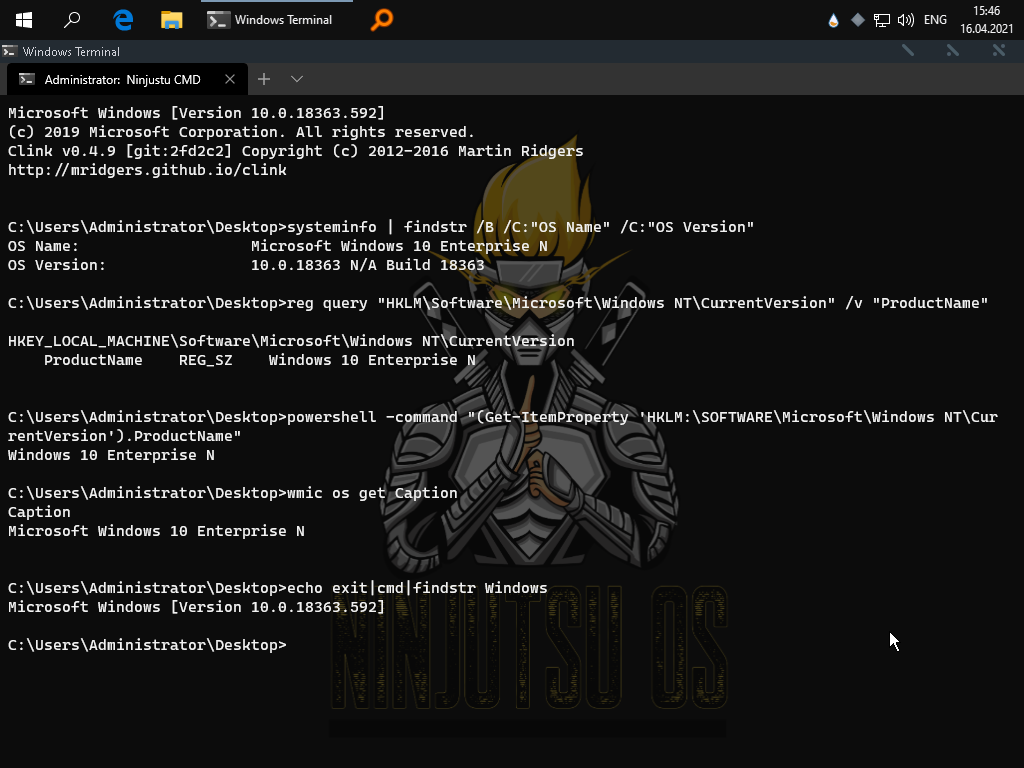 Windows Terminal
ENG
15:46
16.04.2021
Windows Terminal
Administrator: Ninjustu CMD
Microsoft Windows [Version 10.0.18363.592]
(c) 2019 Microsoft Corporation. All rights reserved.
Clink v0.4.9 [git:2fd2c2] Copyright (c) 2012-2016 Martin Ridgers
http://mridgers.github.io/clink
C:\Users\Administrator\Desktop>systeminfo | findstr /B /C:"OS Name" /C:"OS Version"
OS Name:                   Microsoft Windows 10 Enterprise N
OS Version:                10.0.18363 N/A Build 18363
C:\Users\Administrator\Desktop>reg query "HKLM\Software\Microsoft\Windows NT\CurrentVersion" /v "ProductName"
HKEY_LOCAL_MACHINE\Software\Microsoft\Windows NT\CurrentVersion
    ProductName    REG_SZ    Windows 10 Enterprise N
C:\Users\Administrator\Desktop>powershell -command "(Get-ItemProperty 'HKLM:\SOFTWARE\Microsoft\Windows NT\Cur
rentVersion').ProductName"
Windows 10 Enterprise N
C:\Users\Administrator\Desktop>wmic os get Caption
Caption
Microsoft Windows 10 Enterprise N
C:\Users\Administrator\Desktop>echo exit|cmd|findstr Windows
Microsoft Windows [Version 10.0.18363.592]
C:\Users\Administrator\Desktop>
NINJUTSU OS